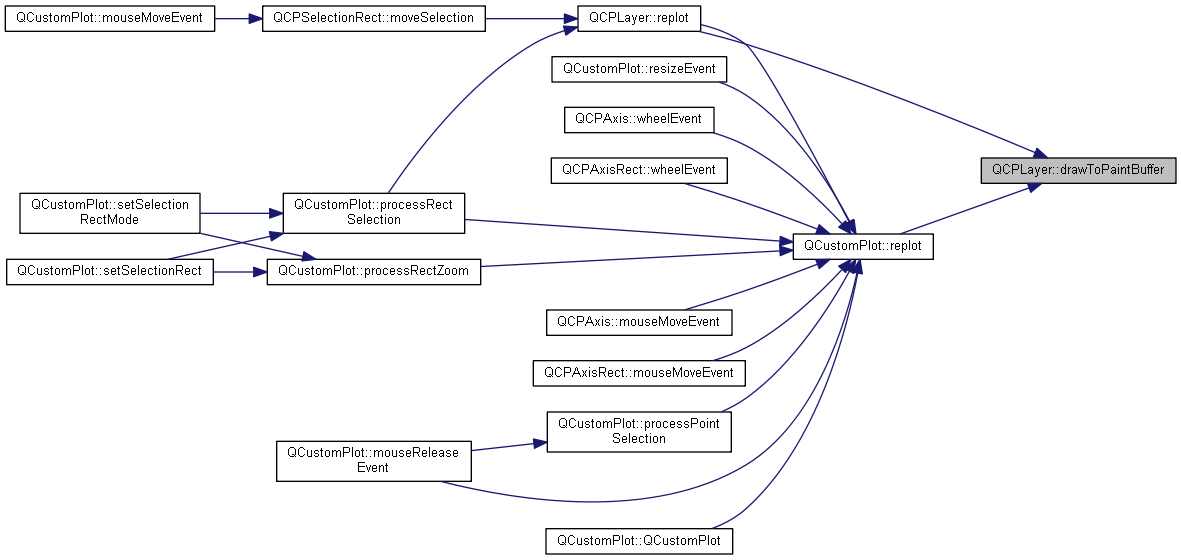 QCustomPlot::mouseMoveEvent
QCPSelectionRect::moveSelection
QCPLayer::replot
QCustomPlot::resizeEvent
QCPAxis::wheelEvent
QCPAxisRect::wheelEvent
QCPLayer::drawToPaintBuffer
QCustomPlot::setSelection
RectMode
QCustomPlot::processRect
Selection
QCustomPlot::replot
QCustomPlot::setSelectionRect
QCustomPlot::processRectZoom
QCPAxis::mouseMoveEvent
QCPAxisRect::mouseMoveEvent
QCustomPlot::processPoint
Selection
QCustomPlot::mouseRelease
Event
QCustomPlot::QCustomPlot